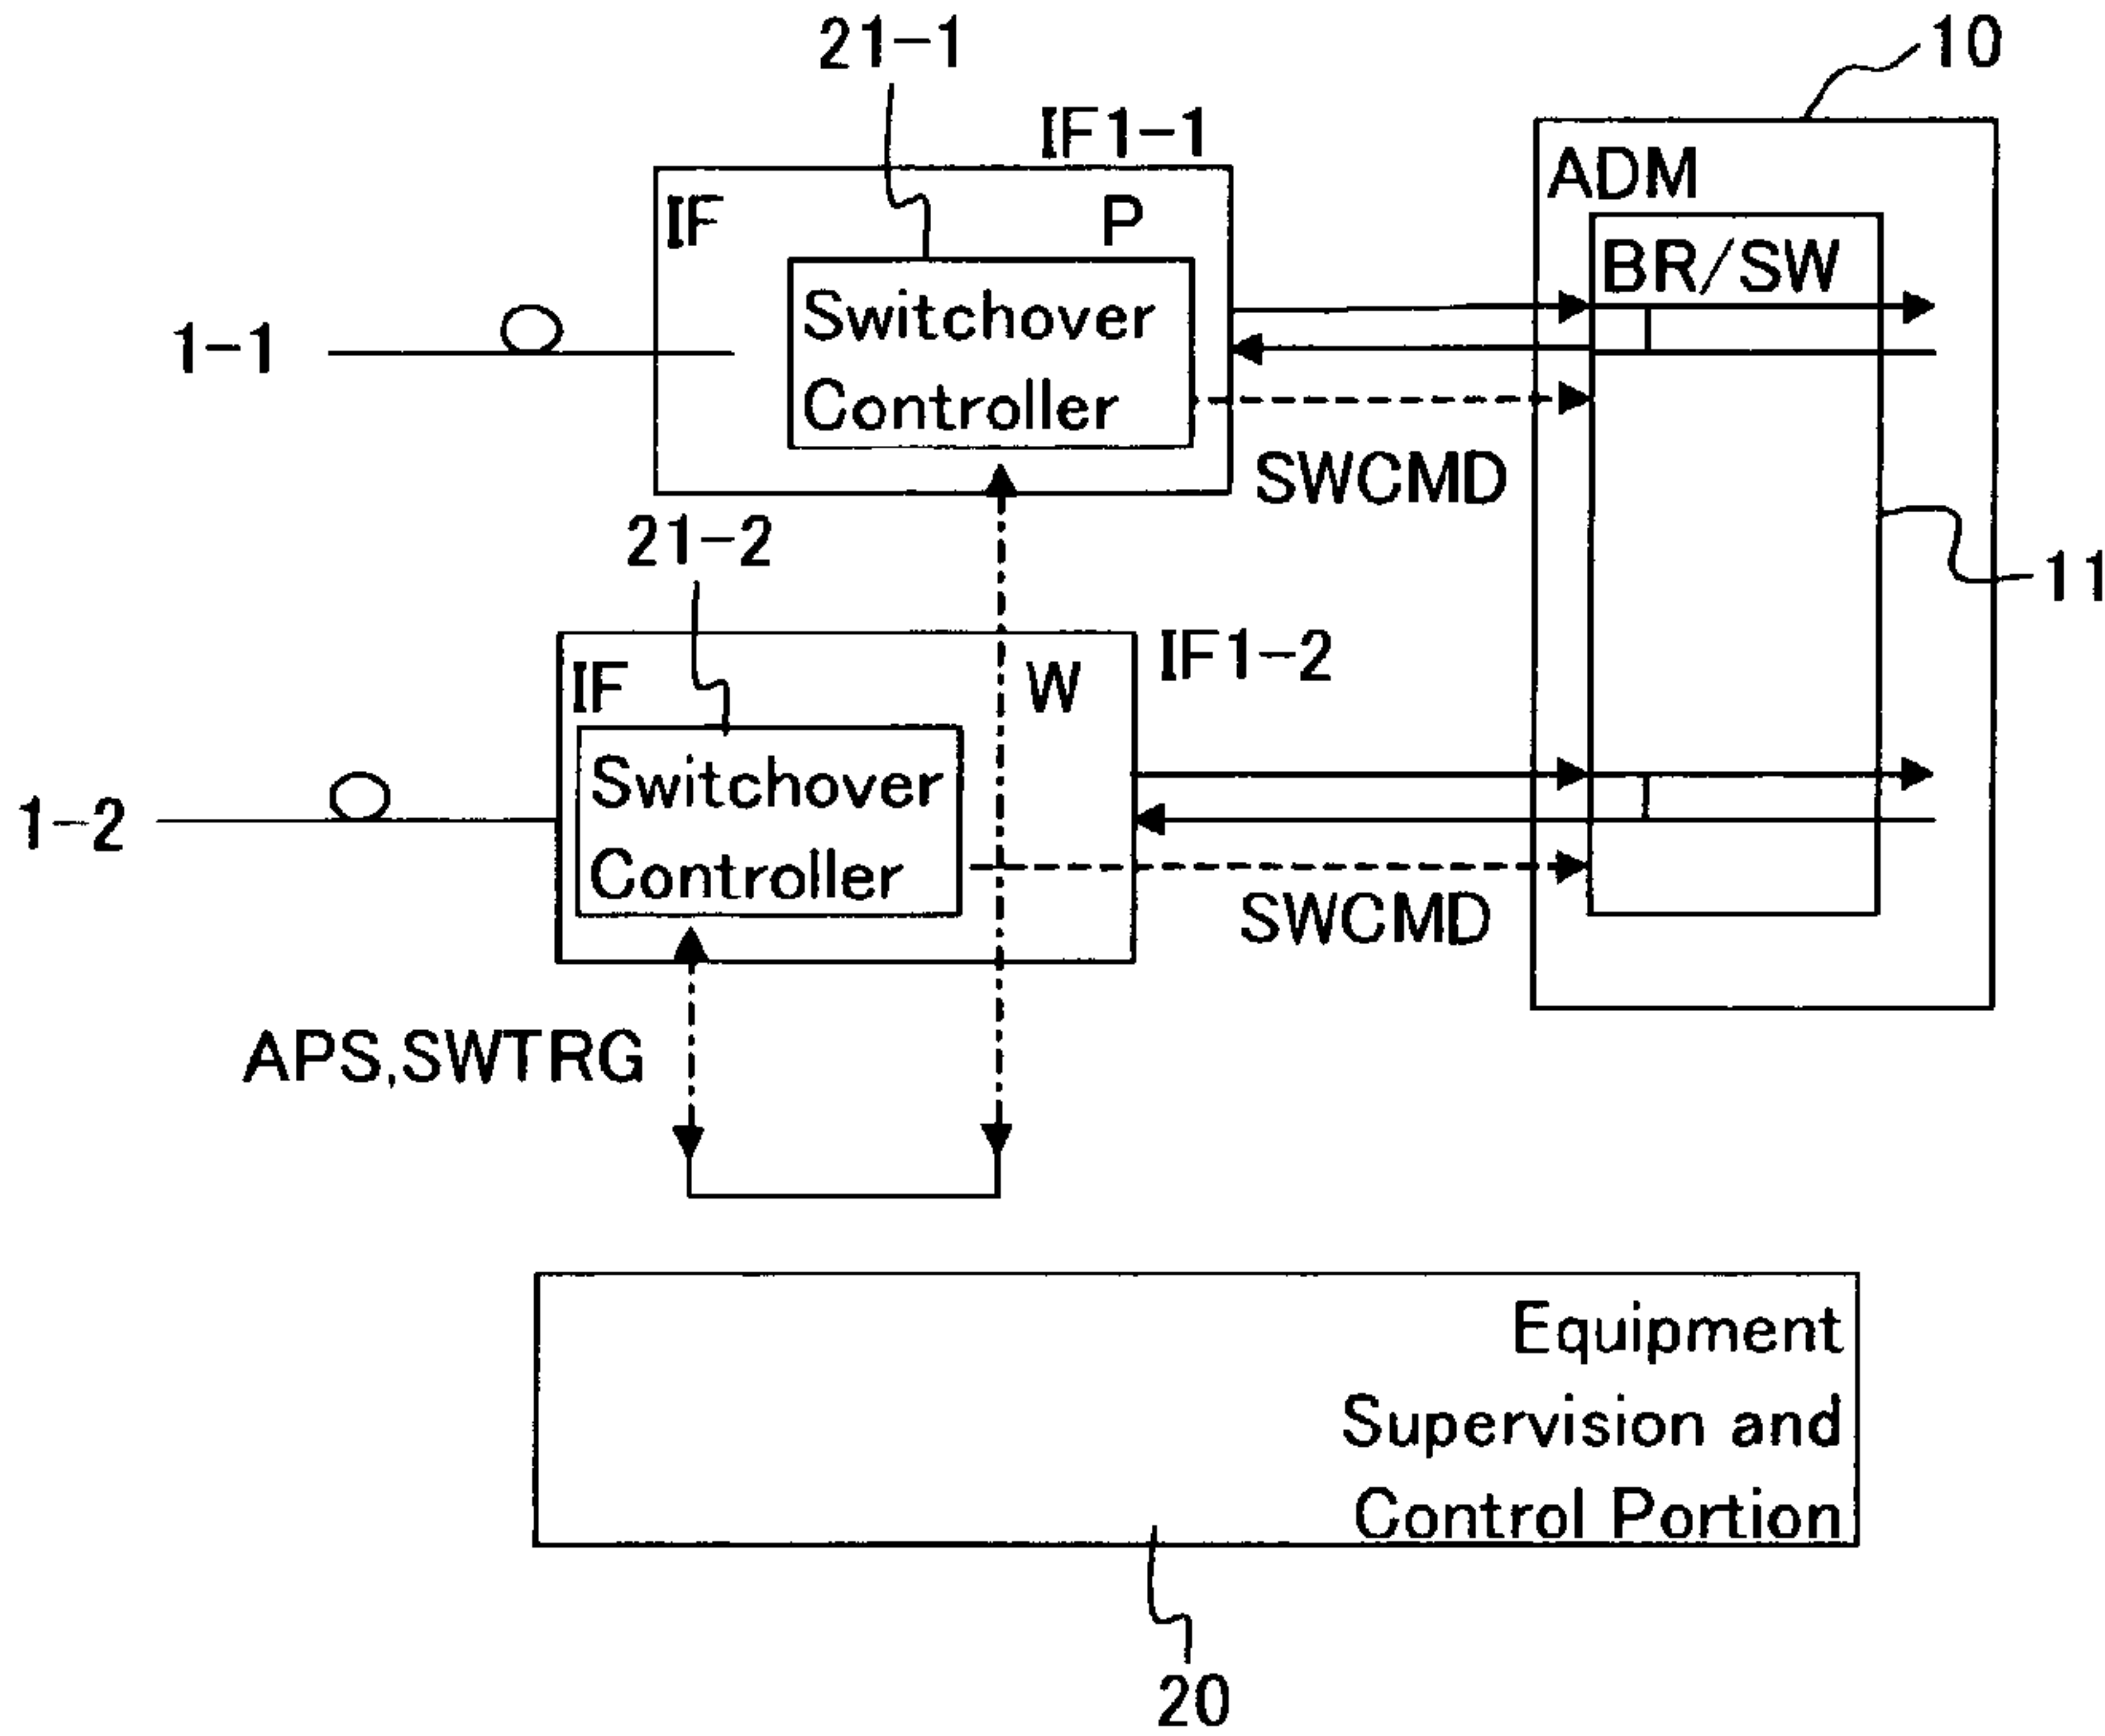 21-1
10
IF1-1
ADM
IF
P
BR/SW
Switchover
Controller
1-1
SWCMD
21-2
11
IF1-2
IF
W
Switchover
Controller
1-2
SWCMD
APS,SWTRG
Equipment
Supervision and
Control Portion
20